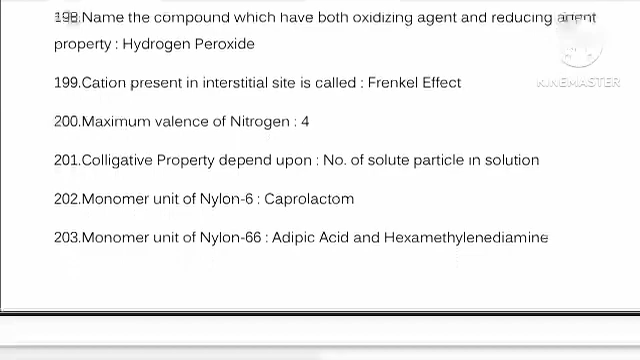 198.Name the compound which have both oxidizing agent and reducing agent
property : Hydrogen Peroxide
199.Cation present in interstitial site is called : Frenkel Effect
200.Maximum valence of Nitrogen : 4
201.Colligative Property depend upon : No. of solute particle in solution
202.Monomer unit of Nylon-6 : Caprolactom
203.Monomer unit of Nylon-66 : Adipic Acid and Hexamethylenediamine
KINEMASTER